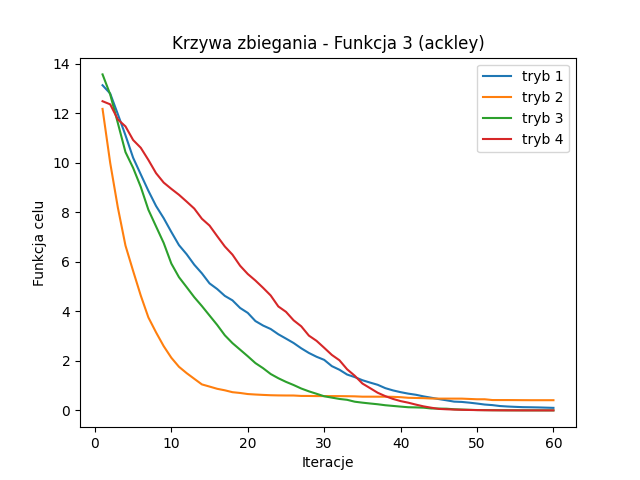 Krzywa zbiegania - Funkcja 3 (ackley)
14
12
10
8
6
4
2
0
Funkcja celu
tryb 1
tryb 2
tryb 3
tryb 4
0 10 20 30 40 50 60
Iteracje